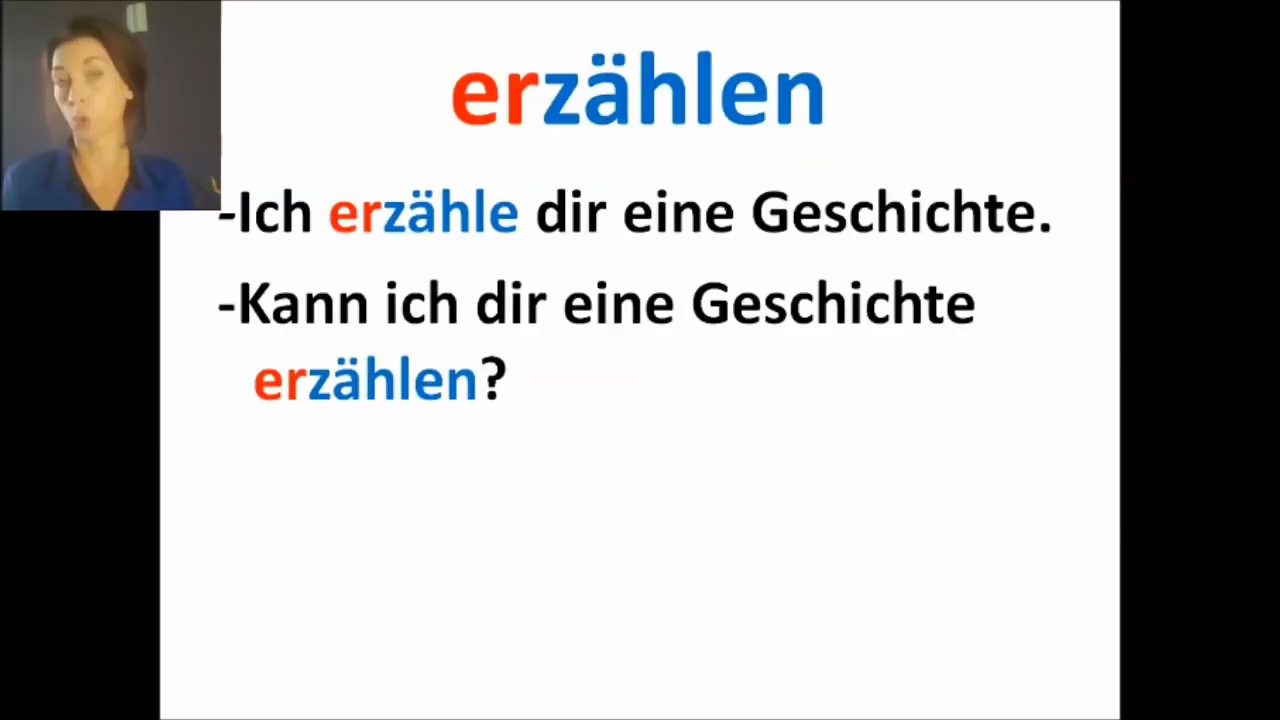 erzählen
-Ich erzähle dir eine Geschichte.
-Kann ich dir eine Geschichte
erzählen?